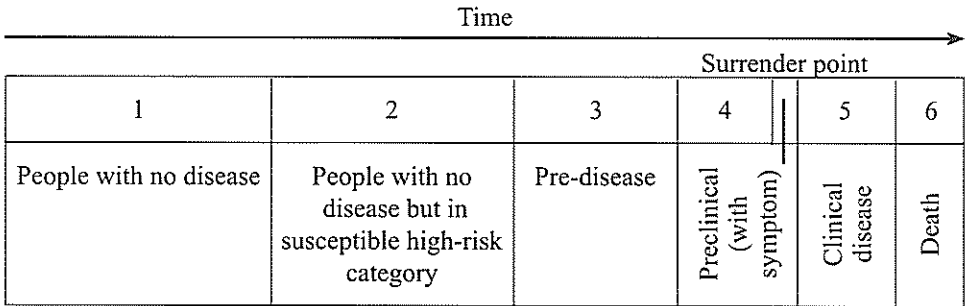 Time
Surrender point
1 2 3 4 5 6
People with no disease
People with no
disease but in
susceptible high-risk
category
Pre-disease
Preclinical
(with
symptom)
Clinical
disease
Death